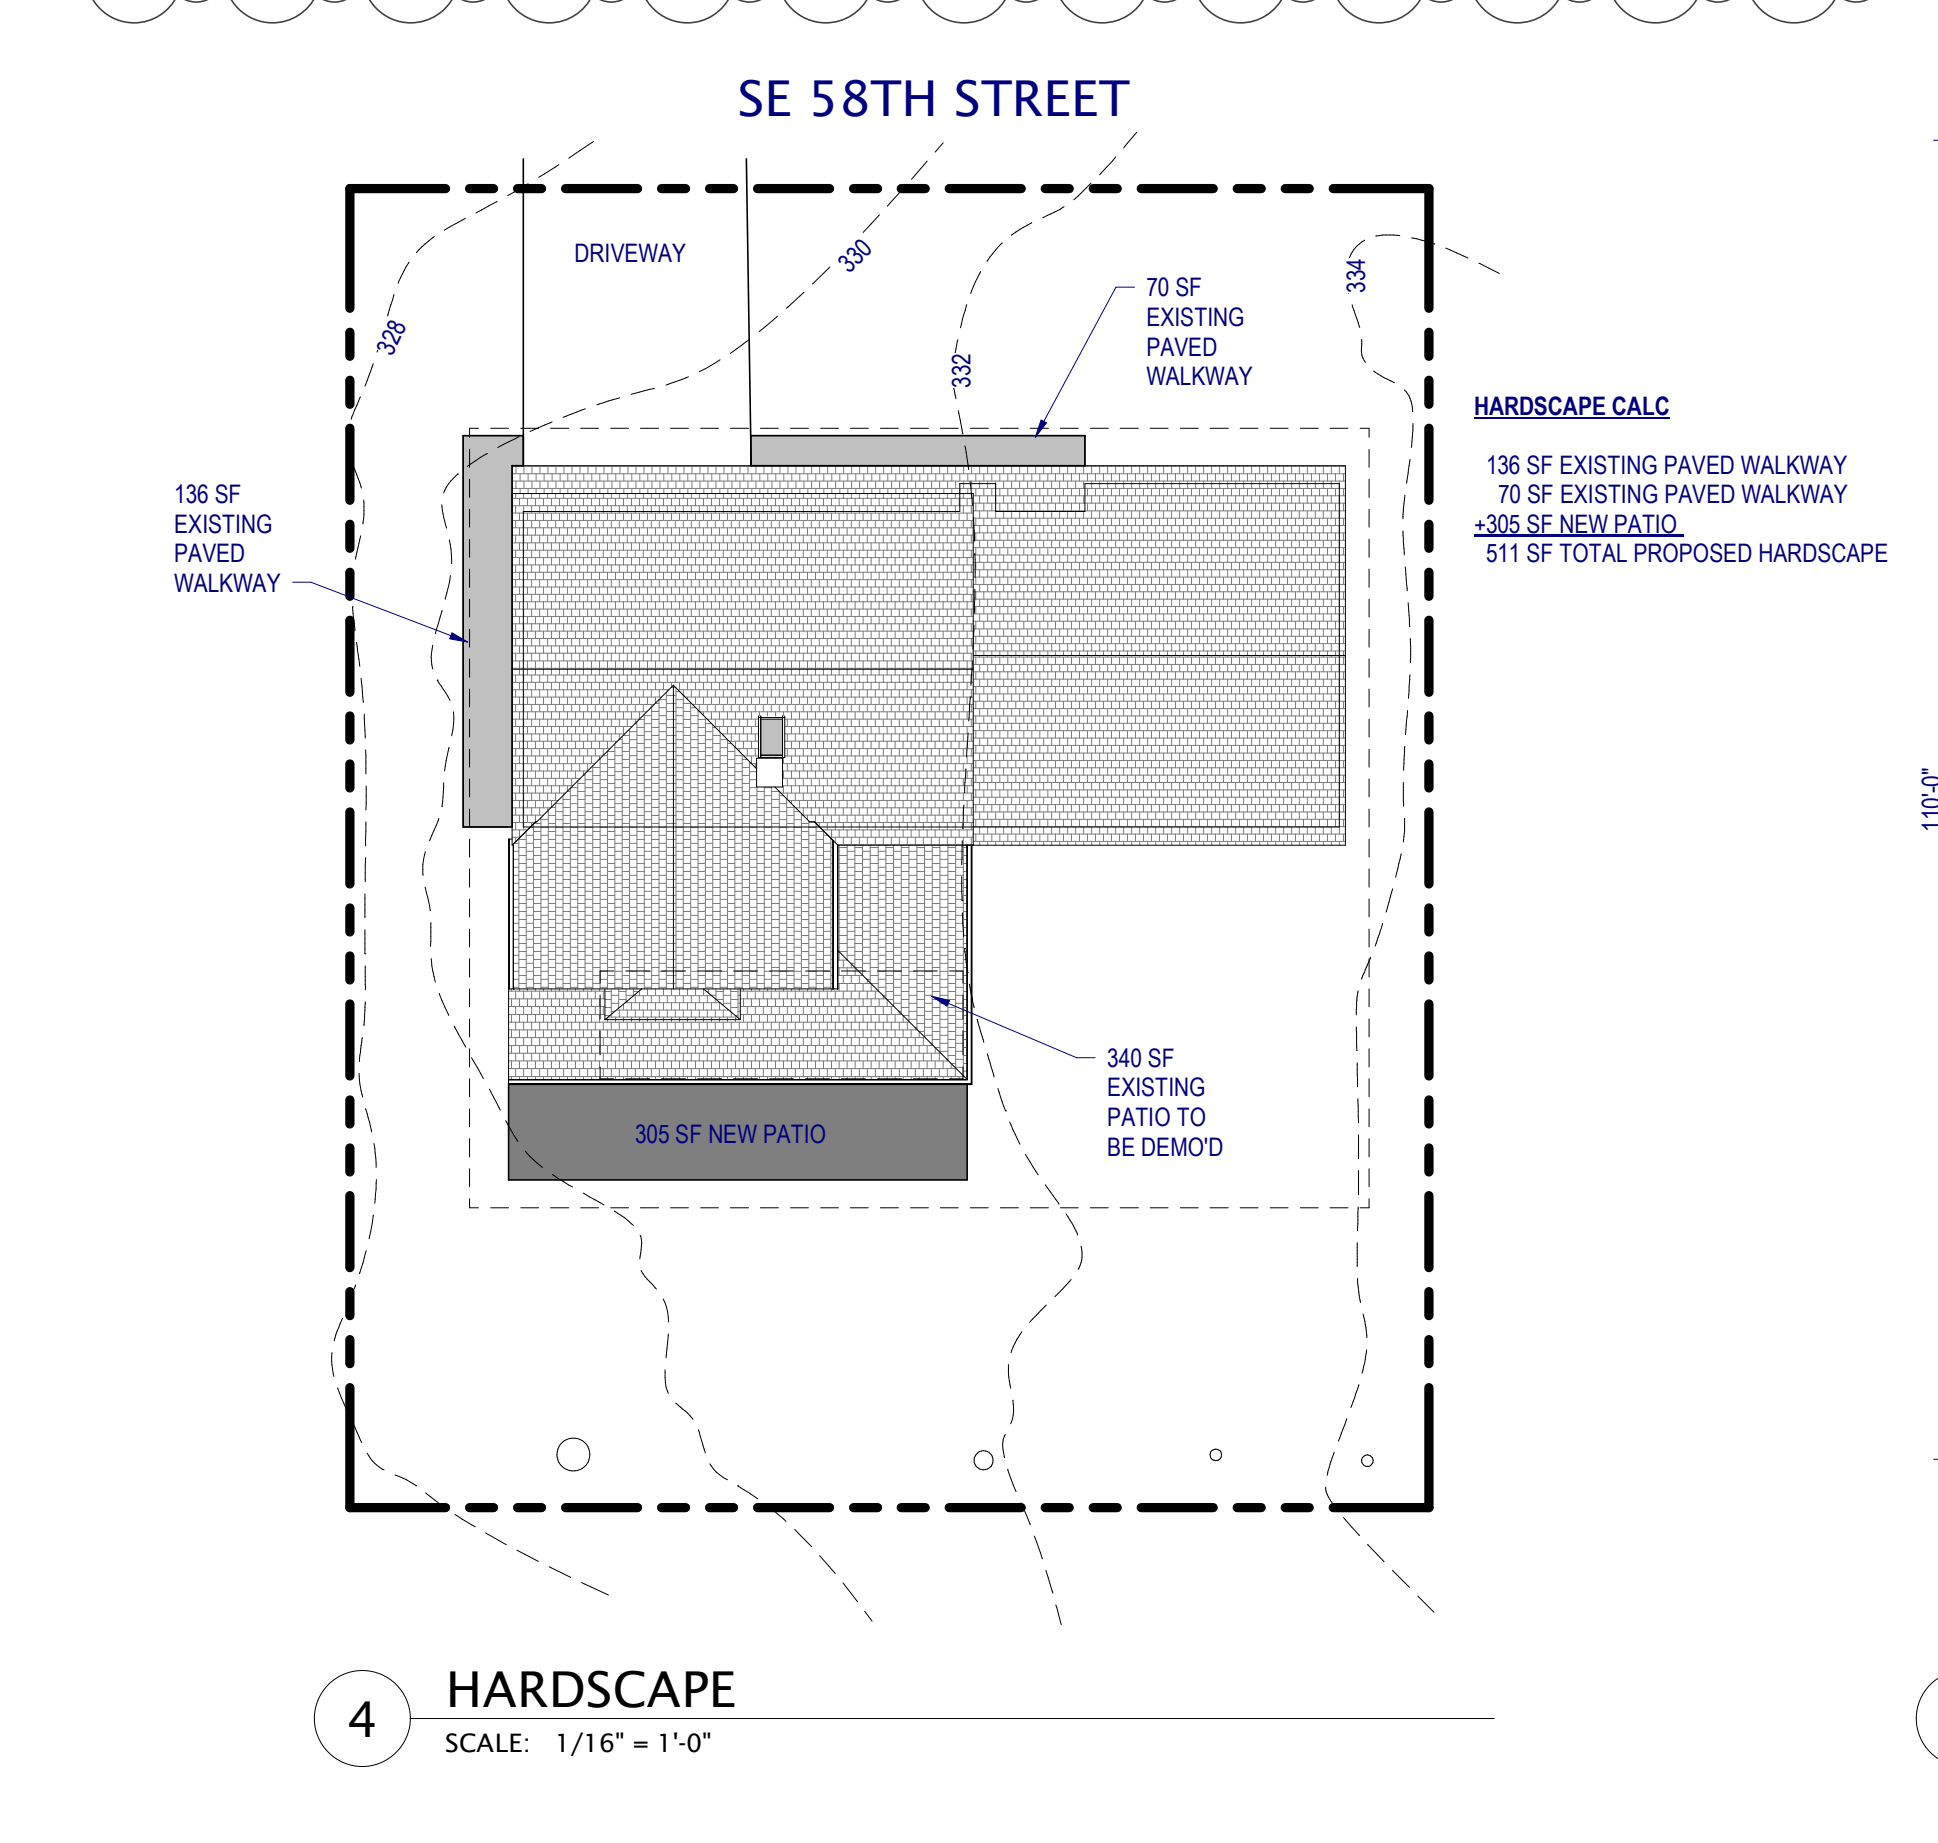 SE 58TH STREET
DRIVEWAY
328
330
332
334
70 SF
EXISTING
PAVED
WALKWAY
136 SF
EXISTING
PAVED
WALKWAY
HARDSCAPE CALC
136 SF EXISTING PAVED WALKWAY
70 SF EXISTING PAVED WALKWAY
+305 SF NEW PATIO
511 SF TOTAL PROPOSED HARDSCAPE
110'-0"
340 SF
EXISTING
PATIO TO
BE DEMO'D
305 SF NEW PATIO
4
HARDSCAPE
SCALE: 1/16" = 1'-0"